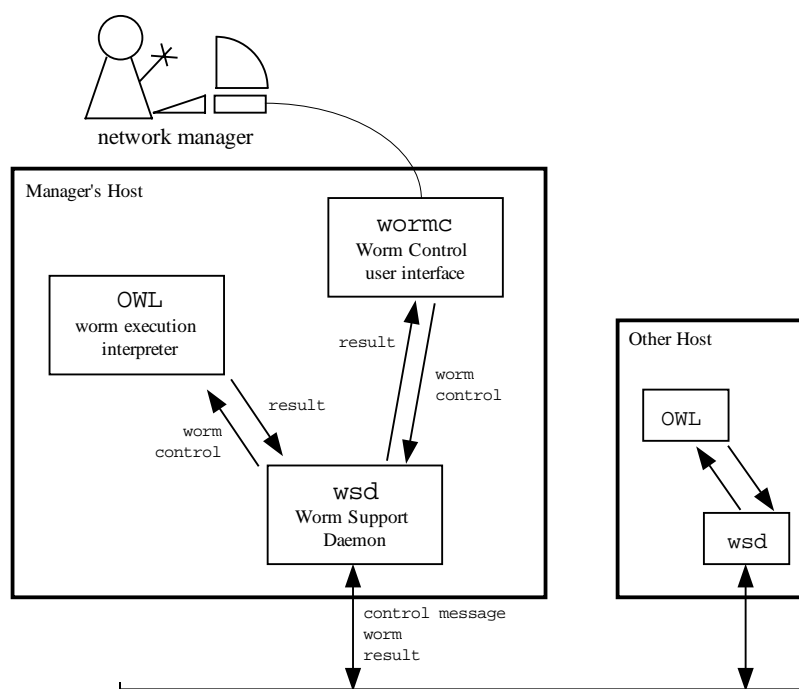 network manager
Manager's Host
wormc
Worm Control
user interface
OWL
worm execution
interpreter
result
worm
control
result
worm
control
wsd
Worm Support
Daemon
control message
worm
result
Other Host
OWL
wsd